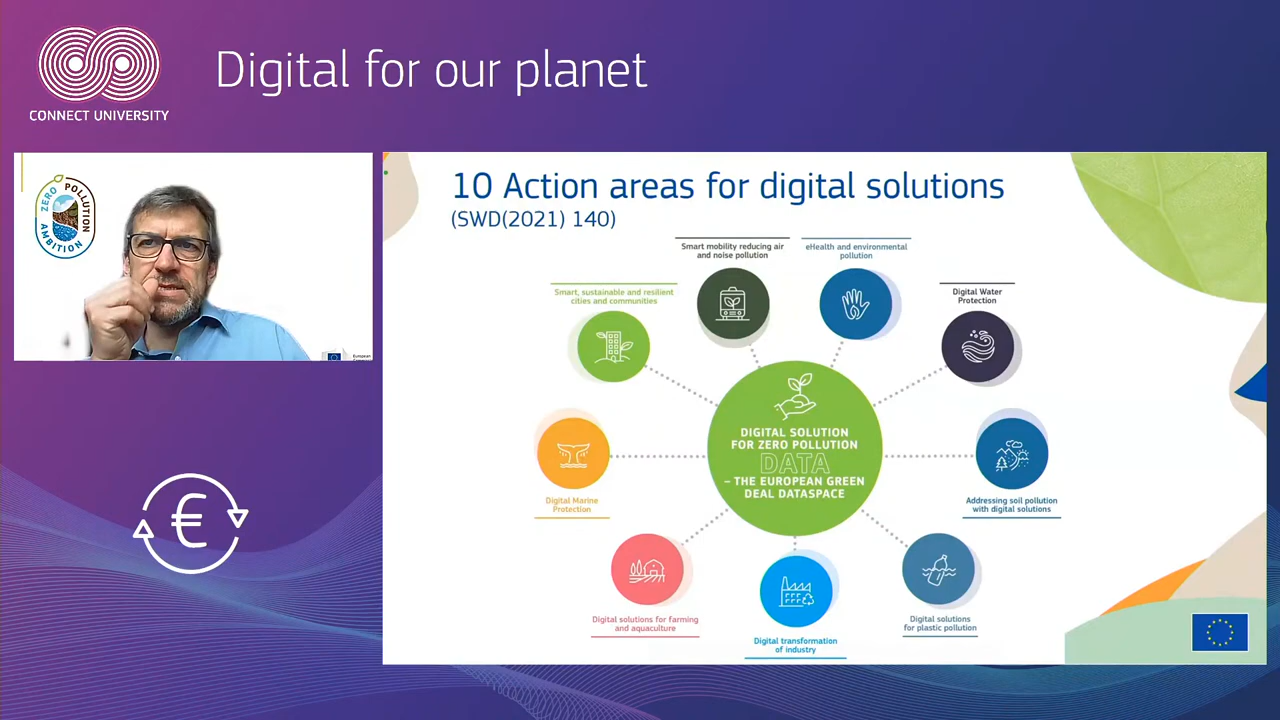 Digital for our planet
CONNECT UNIVERSITY
ZERO POLLUTION AMBITION
European
10 Action areas for digital solutions
(SWD(2021) 140)
Smart mobility reducing air
and noise pollution
eHealth and environmental
pollution
Smart, sustainable and resilient
cities and communities
Digital Water
Protection
DIGITAL SOLUTION
FOR ZERO POLLUTION
DATA
– THE EUROPEAN GREEN
DEAL DATASPACE
Digital Marine
Protection
Addressing soil pollution
with digital solutions
Digital solutions for farming
and aquaculture
Digital transformation
of industry
Digital solutions
for plastic pollution
€